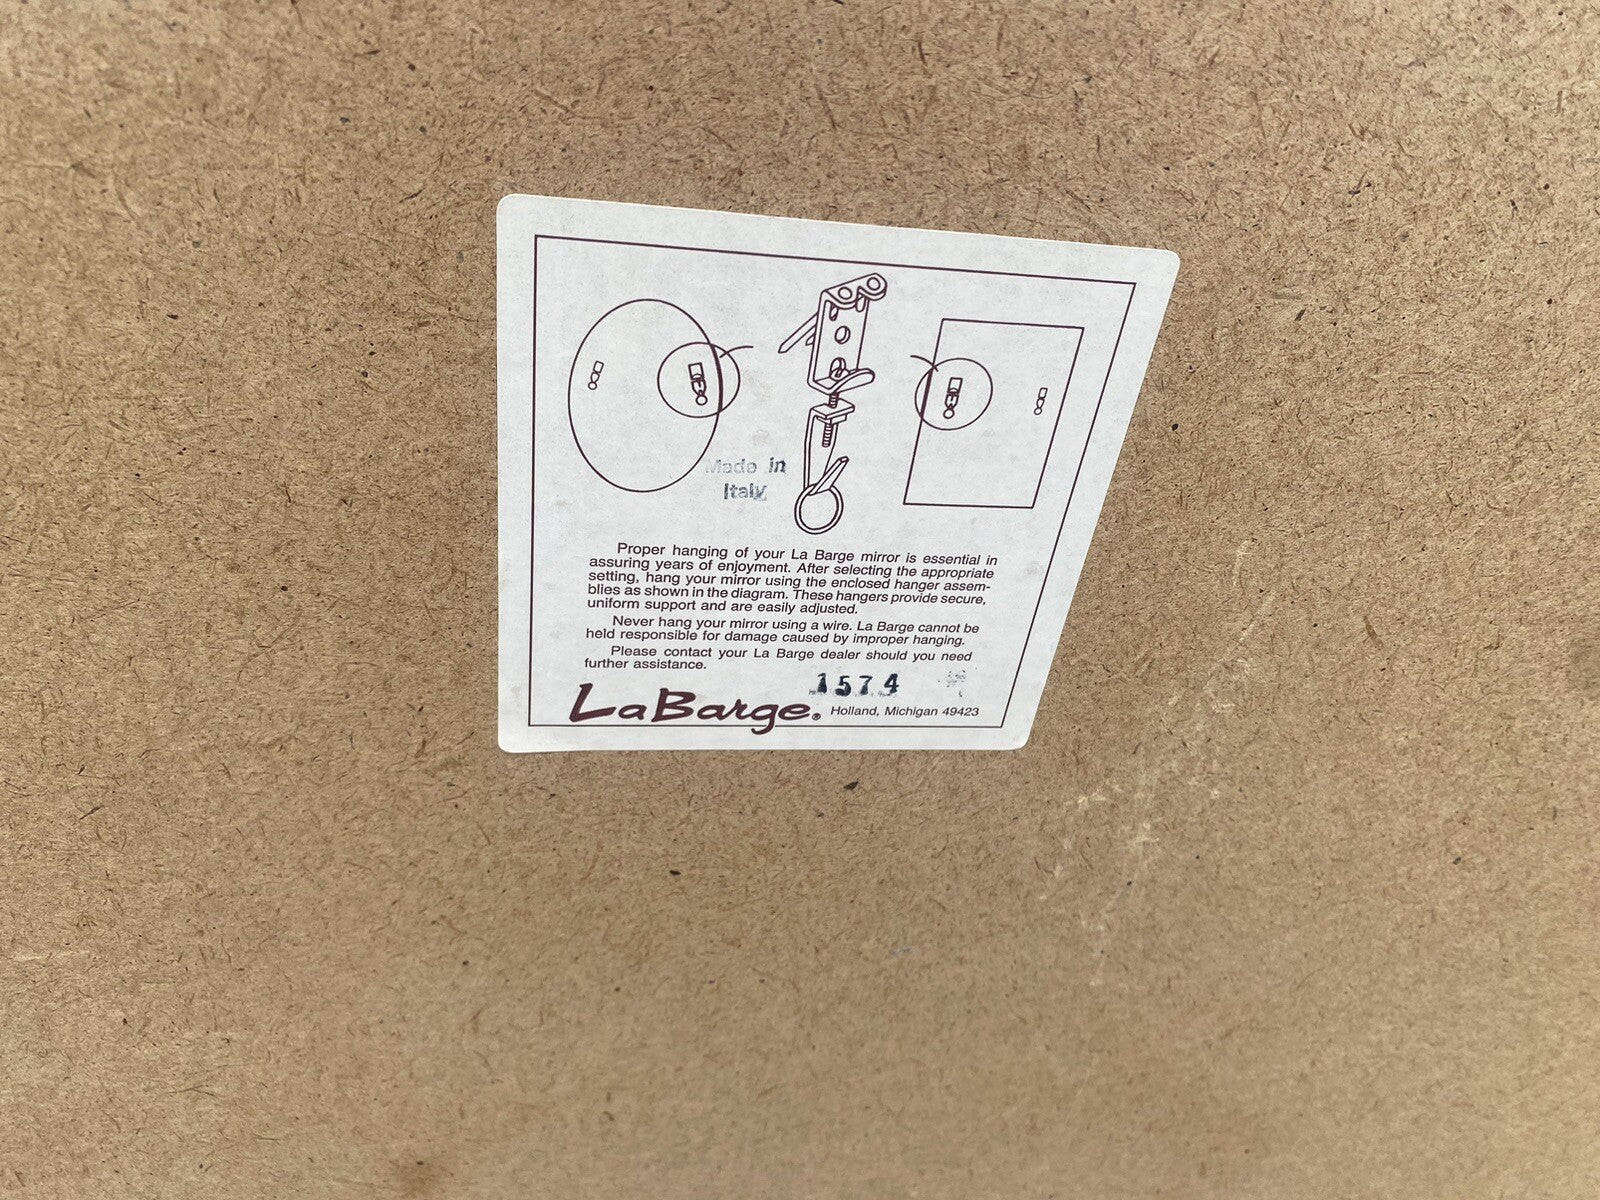 Made in
Italy
Proper hanging of your La Barge mirror is essential in
assuring years of enjoyment. After selecting the appropriate
setting, hang your mirror using the enclosed hanger assem-
blies as shown in the diagram. These hangers provide secure,
uniform support and are easily adjusted.
Never hang your mirror using a wire. La Barge cannot be
held responsible for damage caused by improper hanging.
Please contact your La Barge dealer should you need
further assistance.
1574
LaBarge® Holland, Michigan 49423